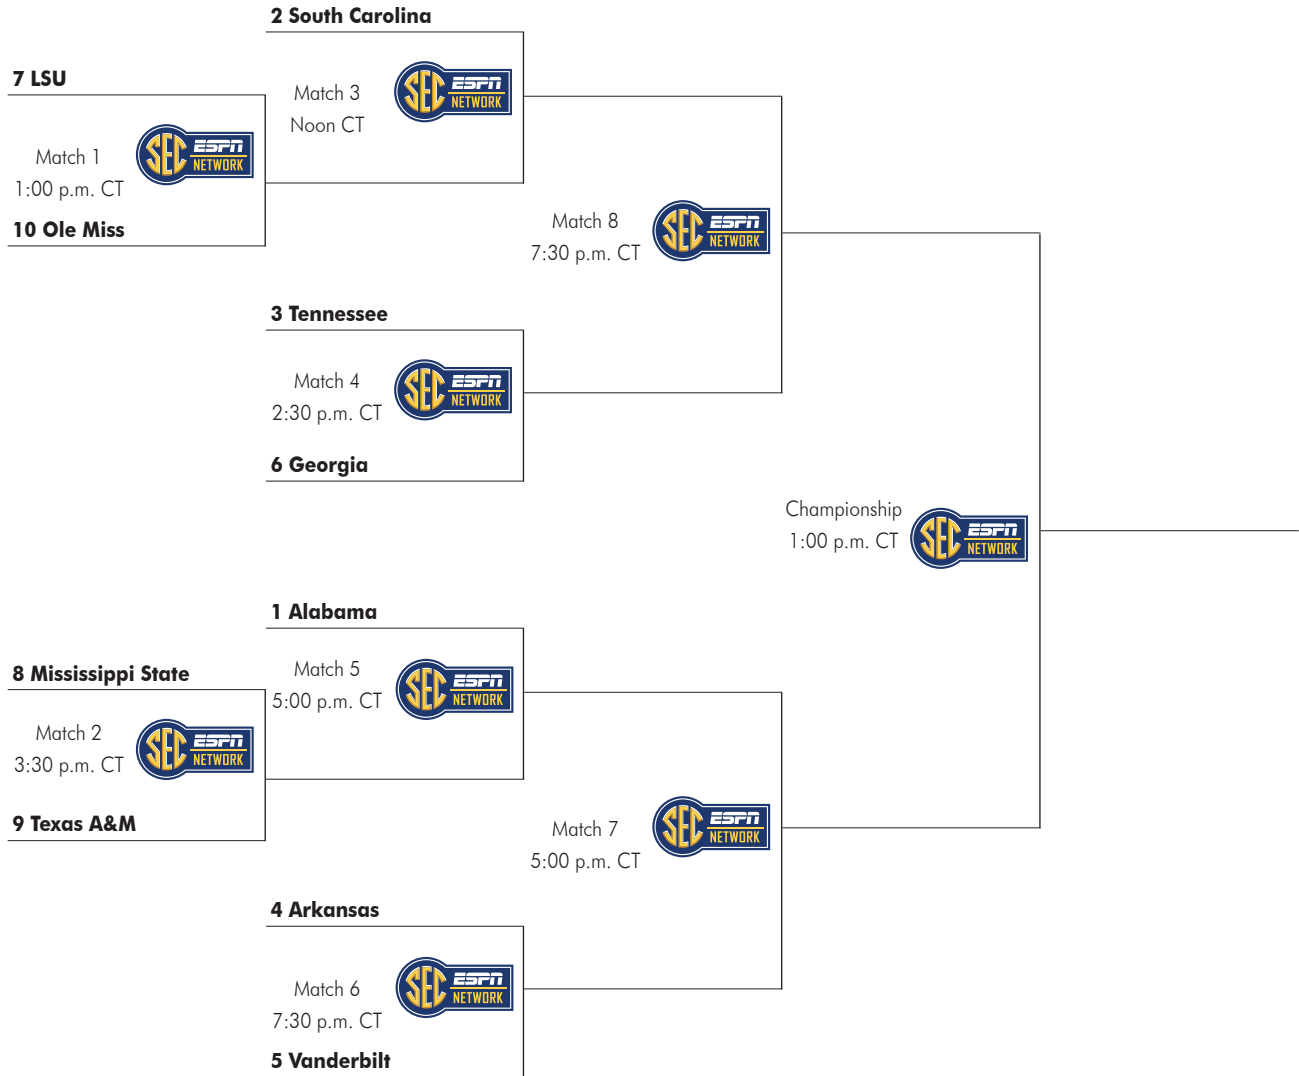 2 South Carolina
7 LSU
Match 3
Noon CT
SEC ESPN NETWORK
Match 1
1:00 p.m. CT
SEC ESPN NETWORK
10 Ole Miss
Match 8
7:30 p.m. CT
SEC ESPN NETWORK
3 Tennessee
Match 4
2:30 p.m. CT
SEC ESPN NETWORK
6 Georgia
Championship
1:00 p.m. CT
SEC ESPN NETWORK
1 Alabama
8 Mississippi State
Match 5
5:00 p.m. CT
SEC ESPN NETWORK
Match 2
3:30 p.m. CT
SEC ESPN NETWORK
9 Texas A&M
Match 7
5:00 p.m. CT
SEC ESPN NETWORK
4 Arkansas
Match 6
7:30 p.m. CT
SEC ESPN NETWORK
5 Vanderbilt